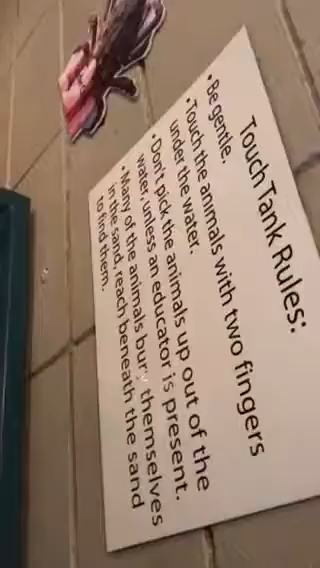 Touch Tank Rules:
•Be gentle.
•Touch the animals with two fingers
under the water.
•Don't pick the animals up out of the
water, unless an educator is present.
•Many of the animals bury themselves
in the sand, reach beneath the sand
to find them.